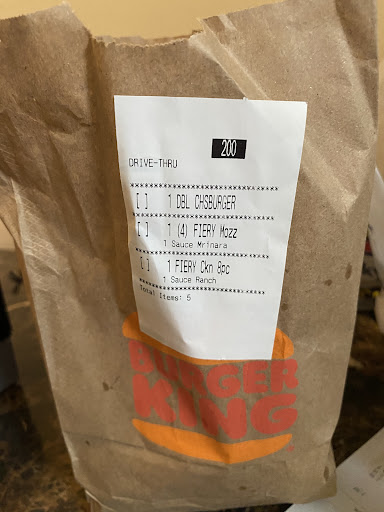 200
DRIVE-THRU
********************************
[ ] 1 DBL CHSBURGER
********************************
[ ] 1 (4) FIERY Mozz
1 Sauce Mrinara
********************************
[ ] 1 FIERY Ckn 8pc
1 Sauce Ranch
********************************
Total Items: 5
BURGER
KING